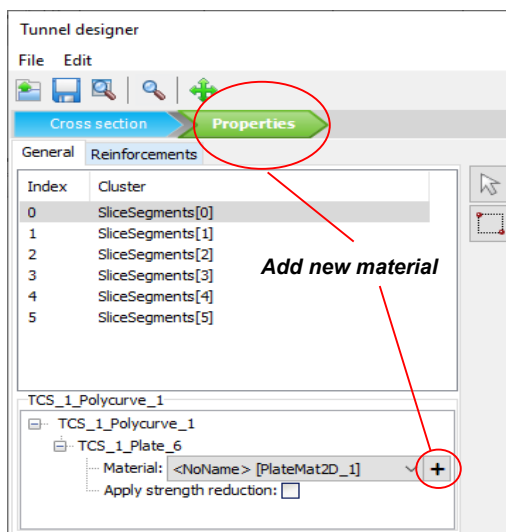 Tunnel designer
File Edit
Cross section Properties
General Reinforcements
Index Cluster
0 SliceSegments[0]
1 SliceSegments[1]
2 SliceSegments[2]
Add new material
3 SliceSegments[3]
4 SliceSegments[4]
5 SliceSegments[5]
TCS_1_Polycurve_1
TCS_1_Polycurve_1
TCS_1_Plate_6
Material: <NoName> [PlateMat2D_1] +
Apply strength reduction: